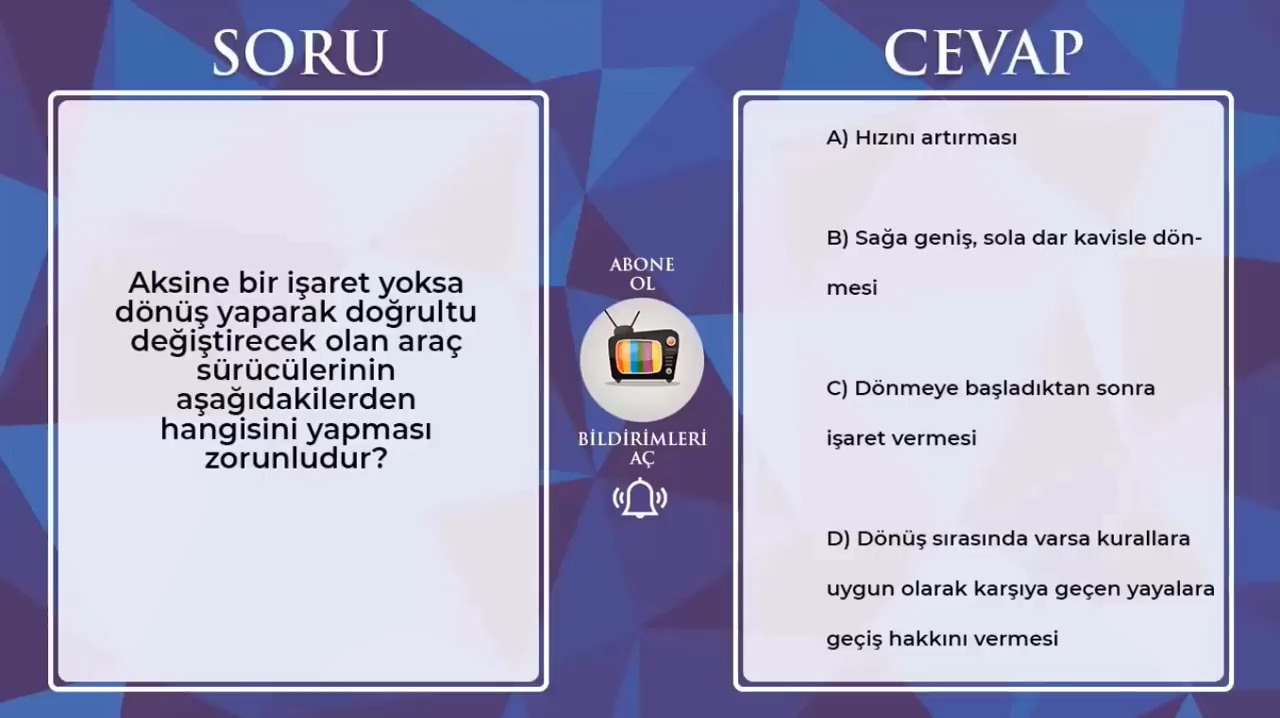 SORU
Aksine bir işaret yoksa
dönüş yaparak doğrultu
değiştirecek olan araç
sürücülerinin
aşağıdakilerden
hangisini yapması
zorunludur?
ABONE
OL
BİLDİRİMLERİ
AÇ
CEVAP
A) Hızını artırması
B) Sağa geniş, sola dar kavisle dön-
mesi
C) Dönmeye başladıktan sonra
işaret vermesi
D) Dönüş sırasında varsa kurallara
uygun olarak karşıya geçen yayalara
geçiş hakkını vermesi